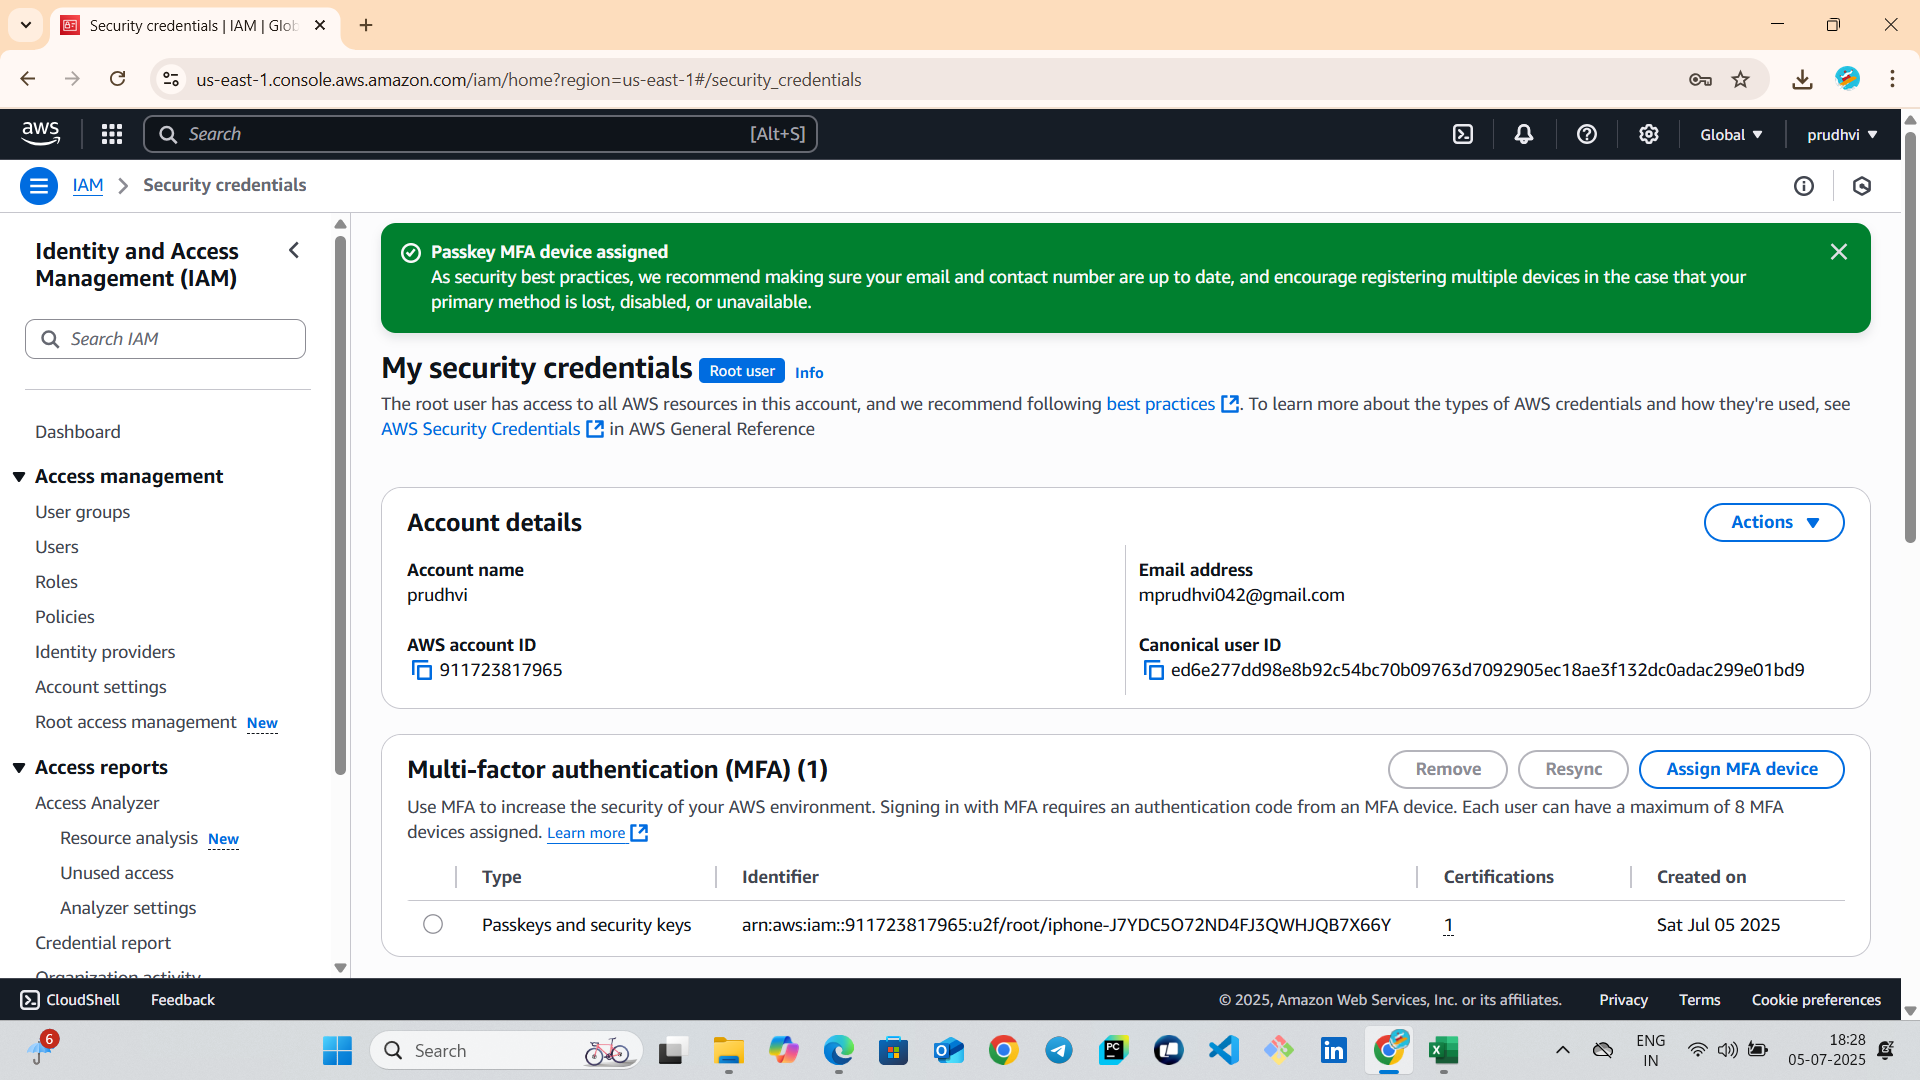 Security credentials | IAM | Glob
us-east-1.console.aws.amazon.com/iam/home?region=us-east-1#/security_credentials
aws
Search
[Alt+S]
Global
prudhvi
IAM
Security credentials
Identity and Access
Management (IAM)
Search IAM
Dashboard
Access management
User groups
Users
Roles
Policies
Identity providers
Account settings
Root access management New
Access reports
Access Analyzer
Resource analysis New
Unused access
Analyzer settings
Credential report
Organization activity
Passkey MFA device assigned
As security best practices, we recommend making sure your email and contact number are up to date, and encourage registering multiple devices in the case that your
primary method is lost, disabled, or unavailable.
My security credentials Root user Info
The root user has access to all AWS resources in this account, and we recommend following best practices . To learn more about the types of AWS credentials and how they're used, see
AWS Security Credentials in AWS General Reference
Account details
Actions
Account name
prudhvi
Email address
mprudhvi042@gmail.com
AWS account ID
911723817965
Canonical user ID
ed6e277dd98e8b92c54bc70b09763d7092905ec18ae3f132dc0adac299e01bd9
Multi-factor authentication (MFA) (1)
Remove
Resync
Assign MFA device
Use MFA to increase the security of your AWS environment. Signing in with MFA requires an authentication code from an MFA device. Each user can have a maximum of 8 MFA
devices assigned. Learn more
Type
Identifier
Certifications
Created on
Passkeys and security keys
arn:aws:iam::911723817965:u2f/root/iphone-J7YDC5O72ND4FJ3QWHJQB7X66Y
1
Sat Jul 05 2025
CloudShell
Feedback
© 2025, Amazon Web Services, Inc. or its affiliates.
Privacy
Terms
Cookie preferences
6
Search
PC
in
ENG
IN
18:28
05-07-2025